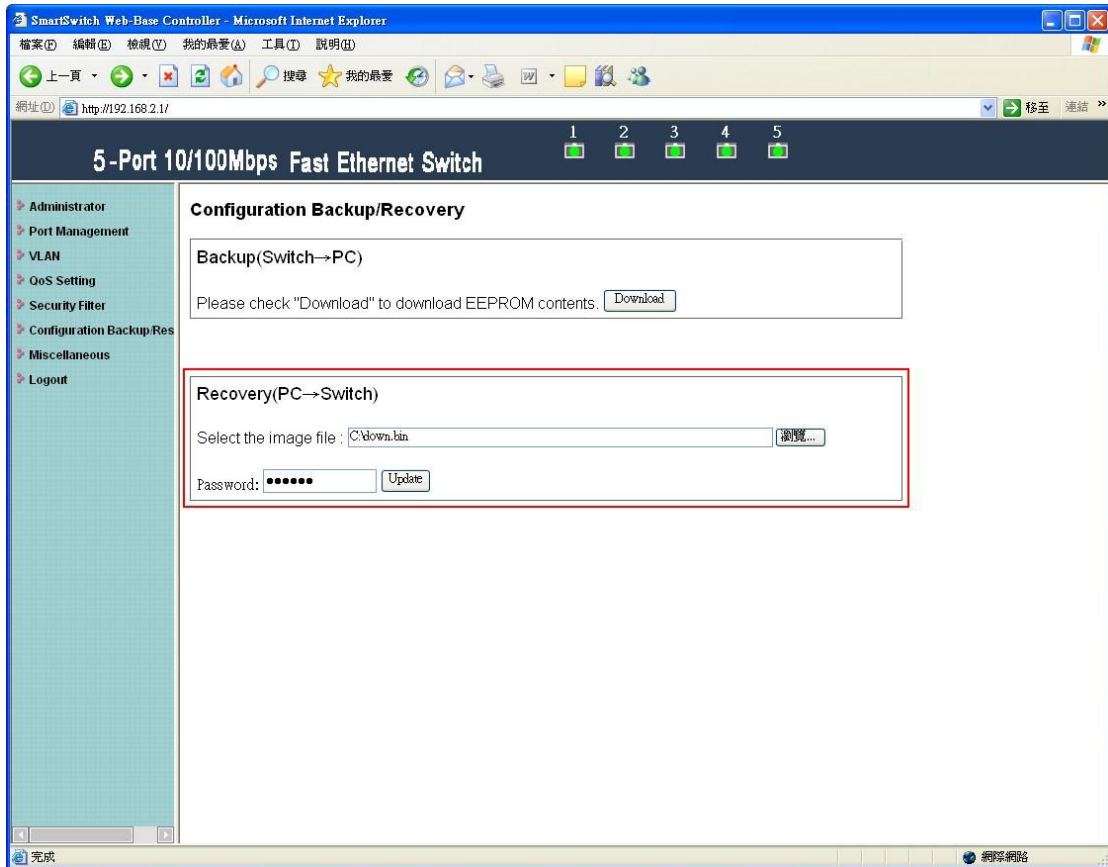 SmartSwitch Web-Base Controller - Microsoft Internet Explorer
檔案(F) 編輯(E) 檢視(V) 我的最愛(A) 工具(T) 說明(H)
上一頁 搜尋 我的最愛
網址(D) http://192.168.2.1/ 移至 連結 »
1 2 3 4 5
5-Port 10/100Mbps Fast Ethernet Switch
Administrator
Port Management
VLAN
QoS Setting
Security Filter
Configuration Backup/Res
Miscellaneous
Logout
Configuration Backup/Recovery
Backup(Switch→PC)
Please check "Download" to download EEPROM contents. Download
Recovery(PC→Switch)
Select the image file : C:\down.bin 瀏覽...
Password: ●●●●●● Update
完成 網際網路